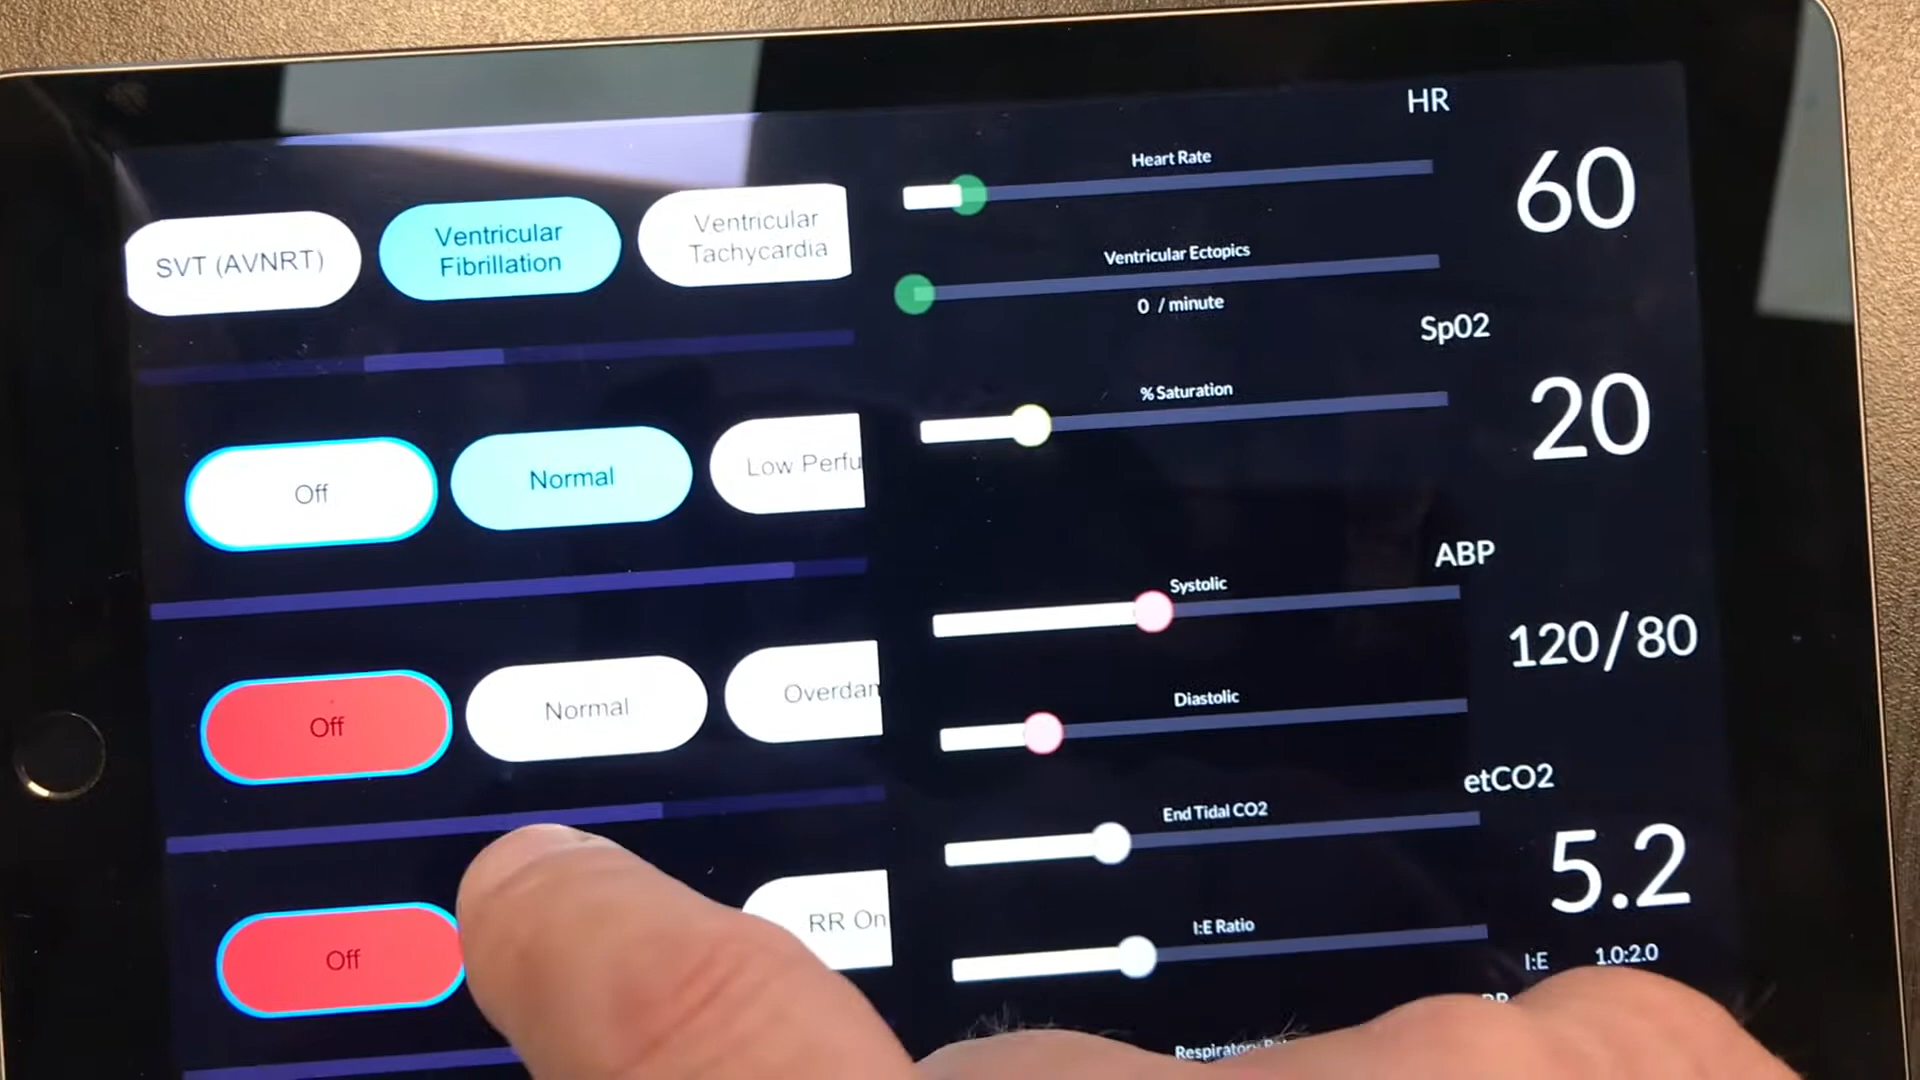 HR
Heart Rate
60
SVT (AVNRT)
Ventricular
Fibrillation
Ventricular
Tachycardia
Ventricular Ectopics
0 / minute
Sp02
% Saturation
20
Off
Normal
Low Perfu
ABP
Systolic
120/80
Off
Normal
Overdan
Diastolic
etCO2
End Tidal CO2
5.2
Off
RR On
I:E Ratio
I:E 1.0:2.0
Respiratory